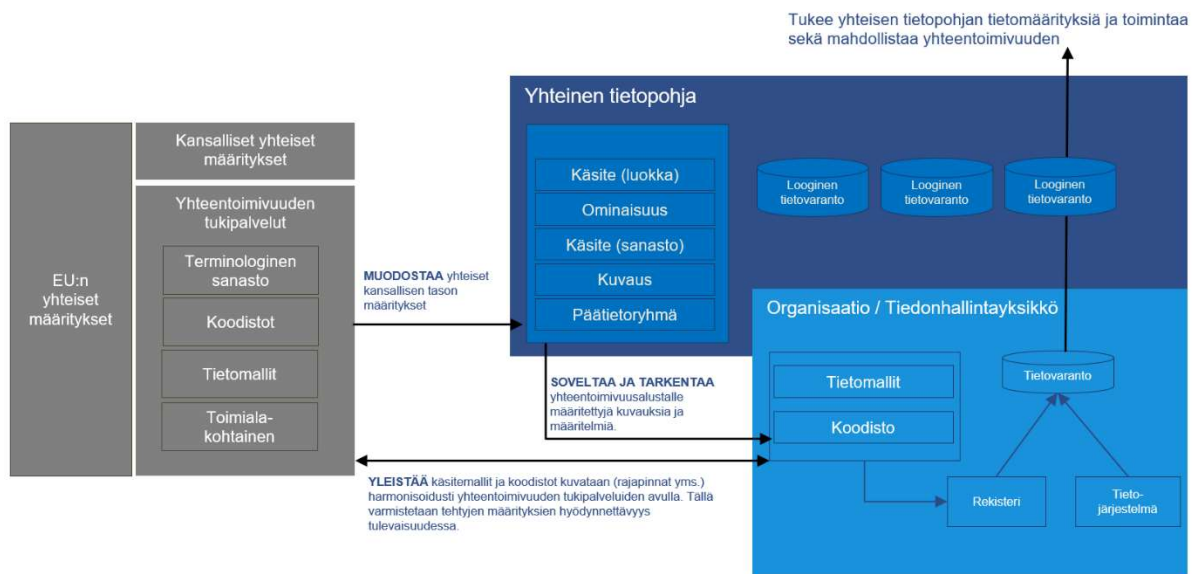 Tukee yhteisen tietopohjan tietomäärityksiä ja toimintaa
sekä mahdollistaa yhteentoimivuuden
EU:n
yhteiset
määritykset
Kansalliset yhteiset
määritykset
Yhteentoimivuuden
tukipalvelut
Terminologinen
sanasto
Koodistot
Tietomallit
Toimiala-
kohtainen
MUODOSTAA yhteiset
kansallisen tason
määritykset
Yhteinen tietopohja
Käsite (luokka)
Ominaisuus
Käsite (sanasto)
Kuvaus
Päätietoryhmä
Looginen
tietovaranto
Looginen
tietovaranto
Looginen
tietovaranto
SOVELTAA JA TARKENTAA
yhteentoimivuusalustalle
määritettyjä kuvauksia ja
määritelmiä.
Organisaatio / Tiedonhallintayksikkö
Tietomallit
Koodisto
Tietovaranto
Rekisteri
Tieto-
järjestelmä
YLEISTÄÄ käsitemallit ja koodistot kuvataan (rajapinnat yms.)
harmonisoidusti yhteentoimivuuden tukipalveluiden avulla. Tällä
varmistetaan tehtyjen määrityksien hyödynnettävyys
tulevaisuudessa.